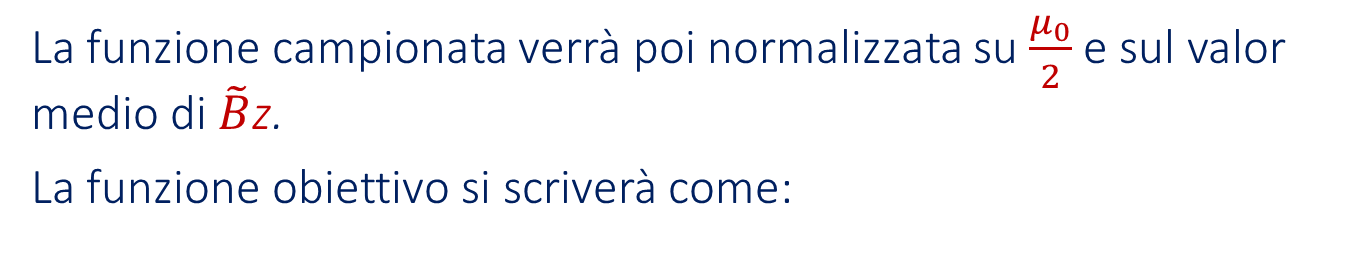 La funzione campionata verrà poi normalizzata su μ₀/2 e sul valor
medio di B̃z.
La funzione obiettivo si scriverà come: